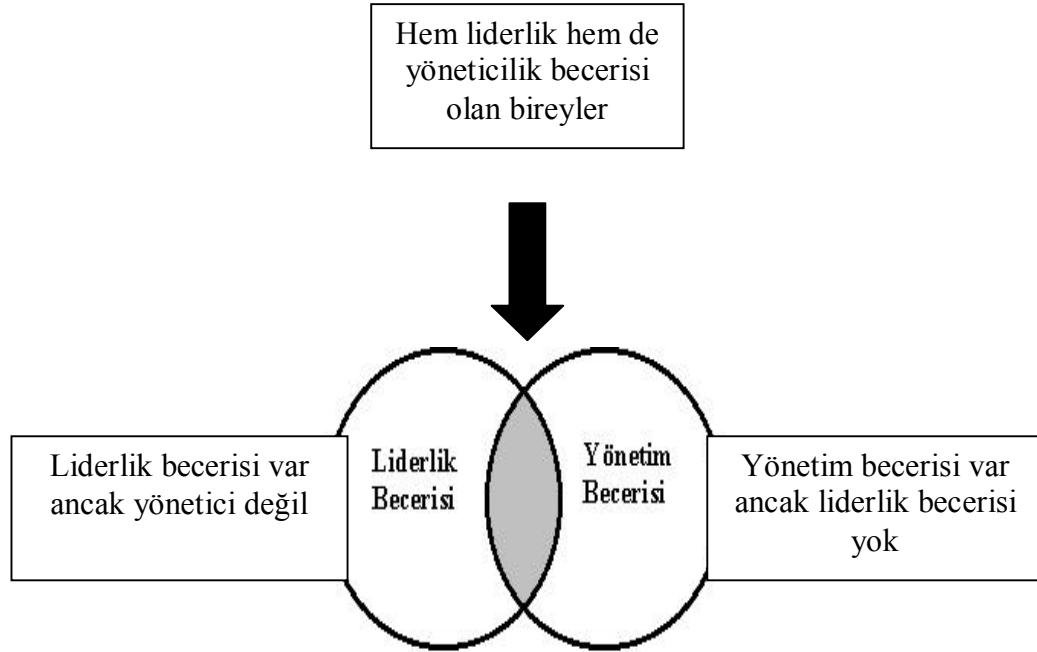 Hem liderlik hem de
yöneticilik becerisi
olan bireyler
Liderlik becerisi var
ancak yönetici değil
Liderlik
Becerisi
Yönetim
Becerisi
Yönetim becerisi var
ancak liderlik becerisi
yok